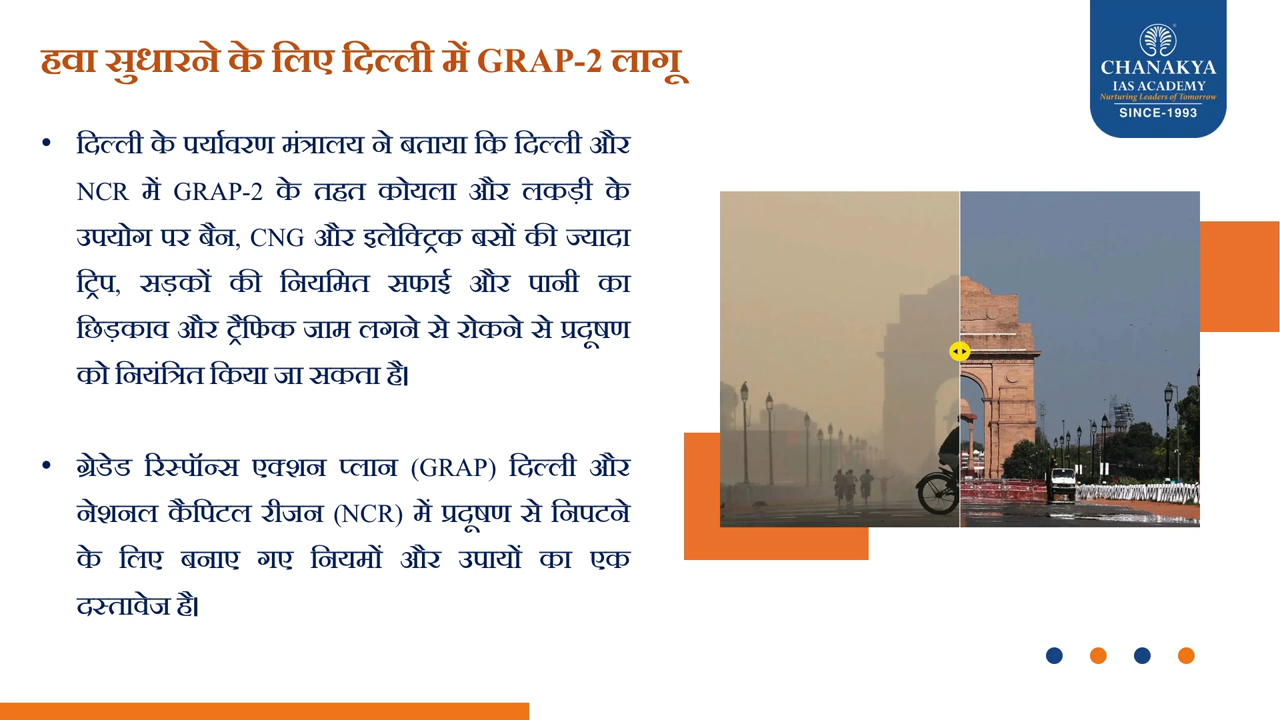 हवा सुधारने के लिए दिल्ली में GRAP-2 लागू
CHANAKYA
IAS ACADEMY
Nurturing Leaders of Tomorrow
SINCE-1993
• दिल्ली के पर्यावरण मंत्रालय ने बताया कि दिल्ली और
NCR में GRAP-2 के तहत कोयला और लकड़ी के
उपयोग पर बैन, CNG और इलेक्ट्रिक बसों की ज्यादा
ट्रिप, सड़कों की नियमित सफाई और पानी का
छिड़काव और ट्रैफिक जाम लगने से रोकने से प्रदूषण
को नियंत्रित किया जा सकता है।
• ग्रेडेड रिस्पॉन्स एक्शन प्लान (GRAP) दिल्ली और
नेशनल कैपिटल रीजन (NCR) में प्रदूषण से निपटने
के लिए बनाए गए नियमों और उपायों का एक
दस्तावेज है।